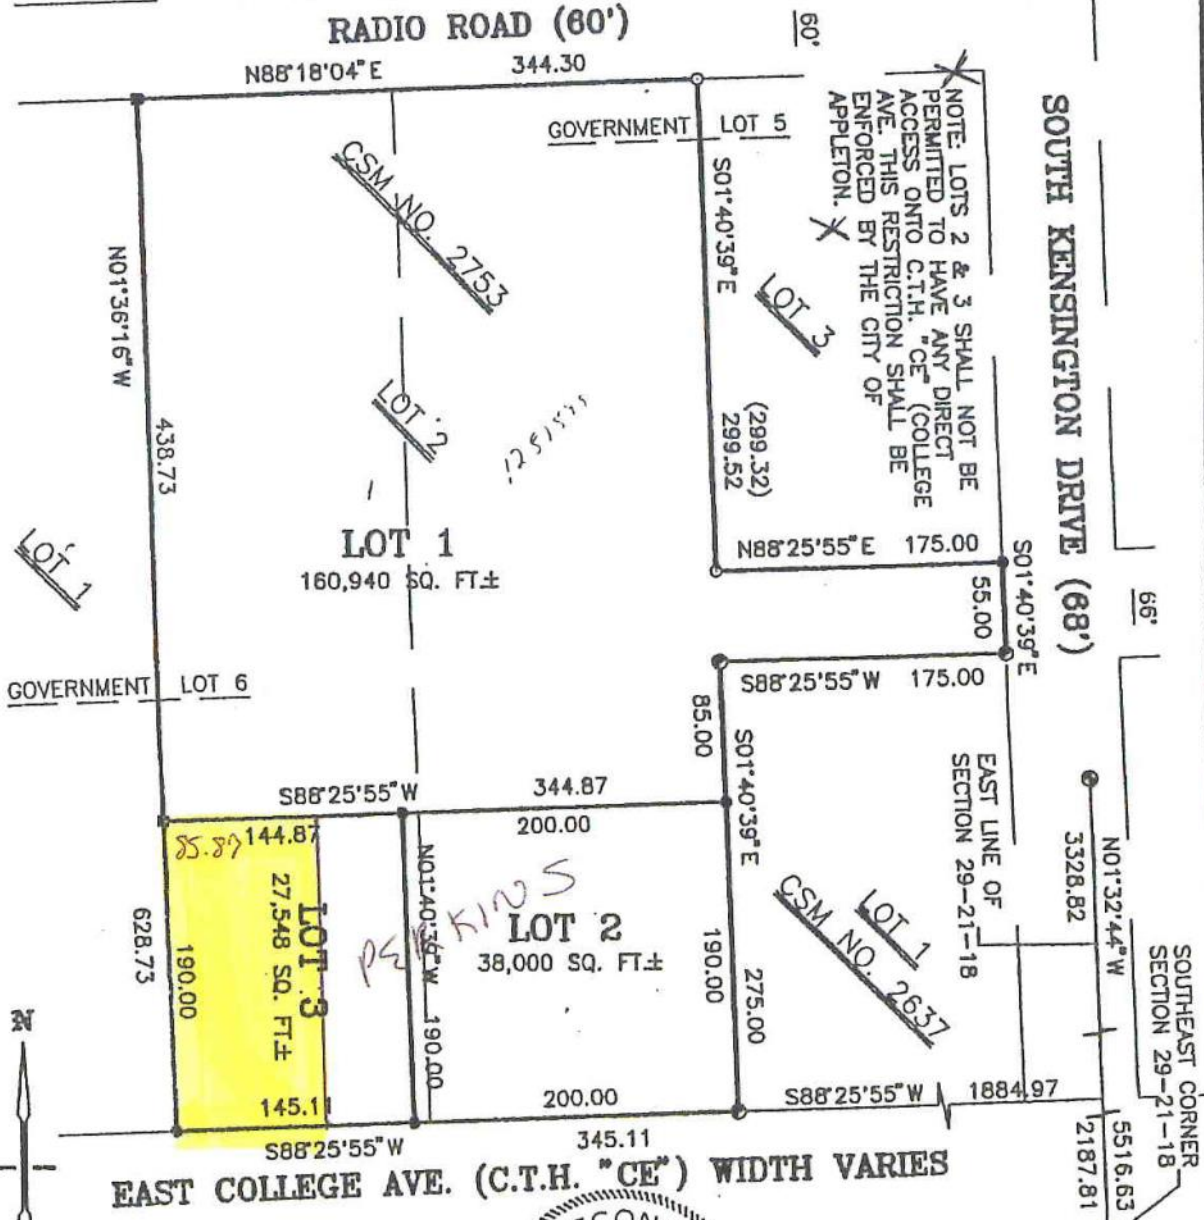 RADIO ROAD (60')
60'
N88°18'04"E 344.30
GOVERNMENT LOT 5
NOTE: LOTS 2 & 3 SHALL NOT BE
PERMITTED TO HAVE ANY DIRECT
ACCESS ONTO C.T.H. "CE" (COLLEGE
AVE. THIS RESTRICTION SHALL BE
ENFORCED BY THE CITY OF
APPLETON.
SOUTH KENSINGTON DRIVE (68')
CSM NO. 2753
S01°40'39"E
N01°36'16"W
LOT 3
LOT 2
438.73
(299.32)
299.52
LOT 1
LOT 1
160,940 SQ. FT.±
N88°25'55"E 175.00
S01°40'39"E
55.00
66'
GOVERNMENT LOT 6
S88°25'55"W 175.00
85.00
S01°40'39"E
EAST LINE OF
SECTION 29-21-18
S88°25'55"W 344.87
85.87 144.87
200.00
3328.82
N01°32'44"W
LOT 3
27,548 SQ. FT.±
PERKINS
N01°40'39"W
LOT 2
38,000 SQ. FT.±
LOT 1
CSM NO. 2637
628.73
190.00
190.00
190.00
275.00
SOUTHEAST CORNER
SECTION 29-21-18
N
145.11
200.00
S88°25'55"W 1884.97
S88°25'55"W 345.11
5516.63
2187.81
EAST COLLEGE AVE. (C.T.H. "CE") WIDTH VARIES